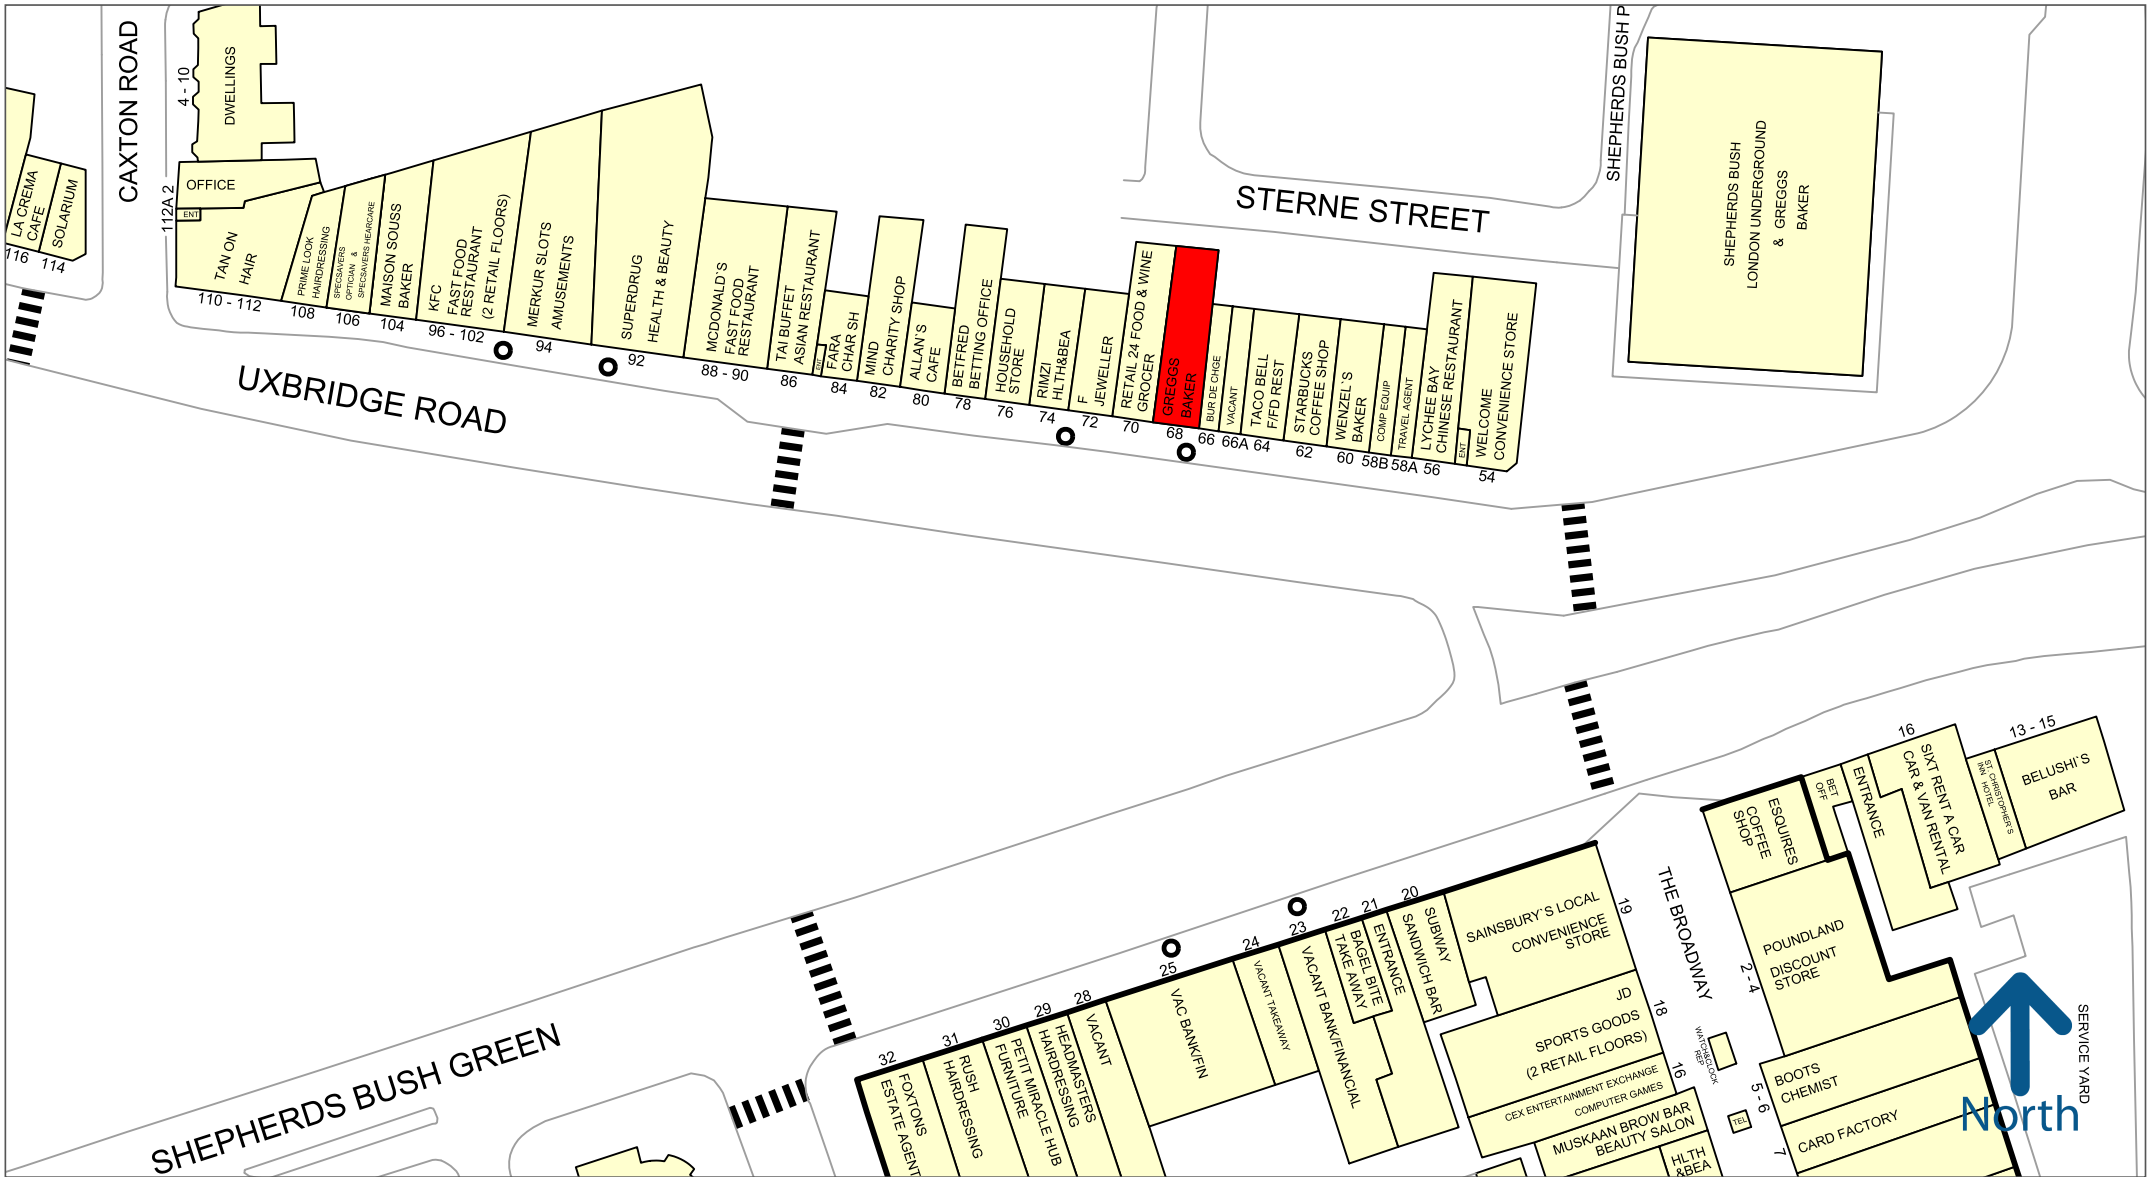 CAXTON ROAD
4 - 10
DWELLINGS
OFFICE
112A 2
ENT
LA CREMA
CAFE
SOLARIUM
116
114
TAN ON
HAIR
110 - 112
PRIME LOOK
HAIRDRESSING
108
SPECSAVERS
OPTICIAN &
SPECSAVERS HEARCARE
106
MAISON SOUSS
BAKER
104
KFC
FAST FOOD
RESTAURANT
(2 RETAIL FLOORS)
96 - 102
MERKUR SLOTS
AMUSEMENTS
94
SUPERDRUG
HEALTH & BEAUTY
92
MCDONALD`S
FAST FOOD
RESTAURANT
88 - 90
TAI BUFFET
ASIAN RESTAURANT
86
ENT
FARA
CHAR SH
84
MIND
CHARITY SHOP
82
ALLAN`S
CAFE
80
BETFRED
BETTING OFFICE
78
HOUSEHOLD
STORE
76
RIMZI
HLTH&BEA
74
F
JEWELLER
72
RETAIL 24 FOOD & WINE
GROCER
70
GREGGS
BAKER
68
BUR DE CHGE
66
VACANT
66A
TACO BELL
F/FD REST
64
STARBUCKS
COFFEE SHOP
62
WENZEL`S
BAKER
60
COMP EQUIP
58B
TRAVEL AGENT
58A
LYCHEE BAY
CHINESE RESTAURANT
56
ENT
WELCOME
CONVENIENCE STORE
54
STERNE STREET
SHEPHERDS BUSH P
SHEPHERDS BUSH
LONDON UNDERGROUND
& GREGGS
BAKER
UXBRIDGE ROAD
SHEPHERDS BUSH GREEN
32
FOXTONS
ESTATE AGENT
31
RUSH
HAIRDRESSING
30
PETIT MIRACLE HUB
FURNITURE
29
HEADMASTERS
HAIRDRESSING
28
VACANT
25
VAC BANK/FIN
24
VACANT TAKEAWAY
23
VACANT BANK/FINANCIAL
22
BAGEL BITE
TAKE AWAY
21
ENTRANCE
20
SUBWAY
SANDWICH BAR
SAINSBURY`S LOCAL
CONVENIENCE
STORE
19
JD
SPORTS GOODS
(2 RETAIL FLOORS)
18
CEX ENTERTAINMENT EXCHANGE
COMPUTER GAMES
16
MUSKAAN BROW BAR
BEAUTY SALON
HLTH
&BEA
THE BROADWAY
WATCH&CLOCK
REP
TEL
ESQUIRES
COFFEE
SHOP
BET
OFF
ENTRANCE
16
SIXT RENT A CAR
CAR & VAN RENTAL
ST. CHRISTOPHER`S
INN HOTEL
13 - 15
BELUSHI`S
BAR
POUNDLAND
DISCOUNT
STORE
2 - 4
BOOTS
CHEMIST
5 - 6
CARD FACTORY
7
SERVICE YARD
North